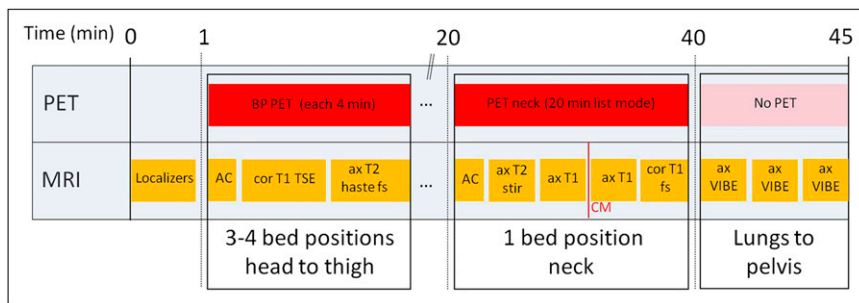 Time (min) 0 1 20 40 45
PET
BP PET (each 4 min)
...
PET neck (20 min list mode)
No PET
MRI
Localizers
AC
cor T1 TSE
ax T2
haste fs
...
AC
ax T2
stir
ax T1
CM
ax T1
cor T1
fs
ax
VIBE
ax
VIBE
ax
VIBE
3-4 bed positions
head to thigh
1 bed position
neck
Lungs to
pelvis